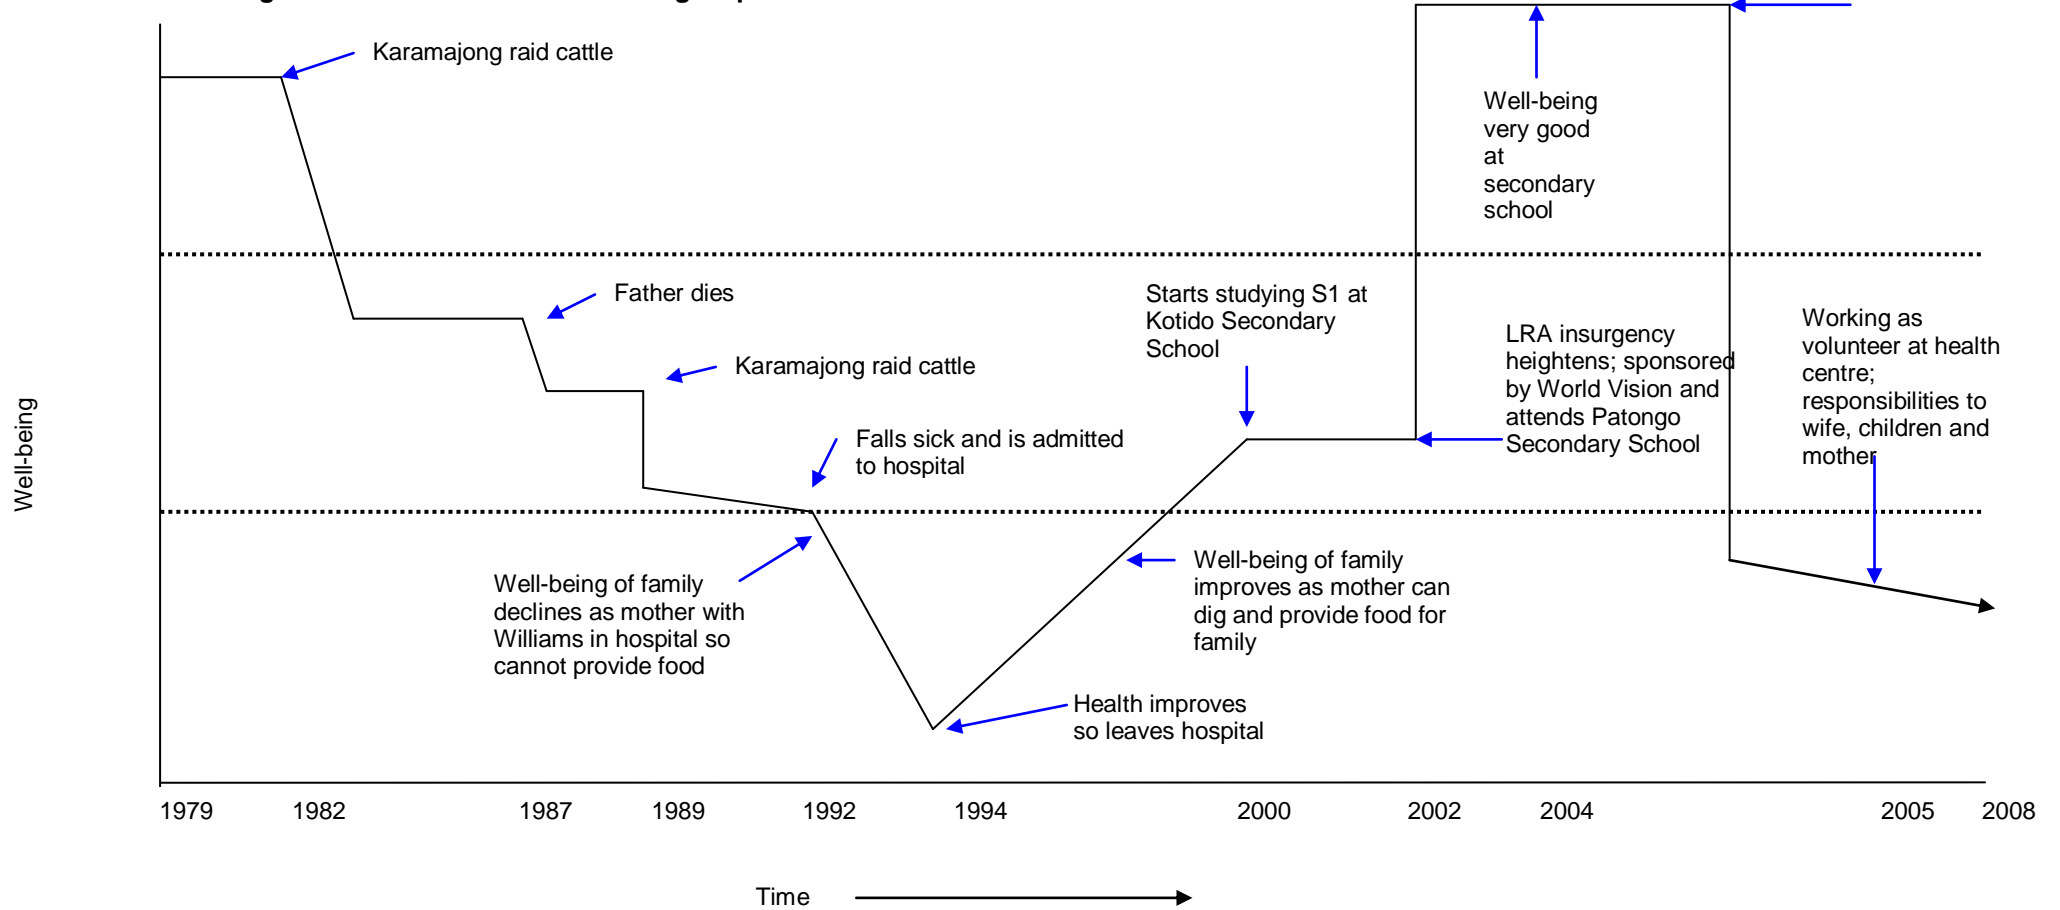 Karamajong raid cattle
Well-being
very good
at
secondary
school
Father dies
Starts studying S1 at
Kotido Secondary
School
Karamajong raid cattle
LRA insurgency
heightens; sponsored
by World Vision and
attends Patongo
Secondary School
Working as
volunteer at health
centre;
responsibilities to
wife, children and
mother
Falls sick and is admitted
to hospital
Well-being
Well-being of family
declines as mother with
Williams in hospital so
cannot provide food
Well-being of family
improves as mother can
dig and provide food for
family
Health improves
so leaves hospital
1979 1982 1987 1989 1992 1994 2000 2002 2004 2005 2008
Time